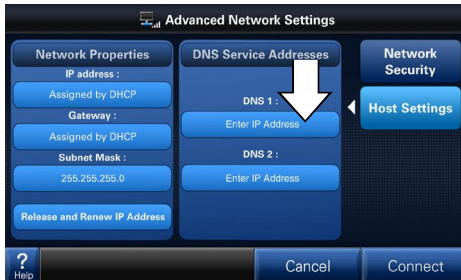 Advanced Network Settings
Network Properties
IP address :
Assigned by DHCP
Gateway :
Assigned by DHCP
Subnet Mask :
255.255.255.0
Release and Renew IP Address
DNS Service Addresses
DNS 1 :
Enter IP Address
DNS 2 :
Enter IP Address
Network
Security
Host Settings
?
Help
Cancel
Connect